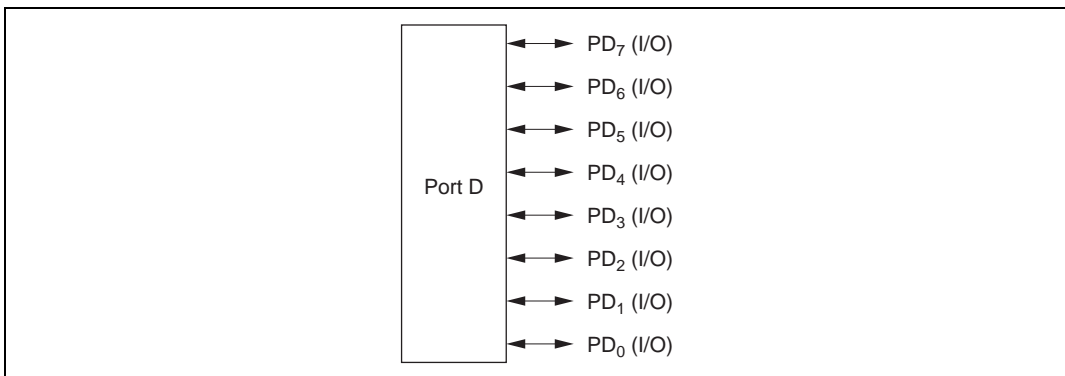 PD₇ (I/O)
PD₆ (I/O)
PD₅ (I/O)
PD₄ (I/O)
Port D
PD₃ (I/O)
PD₂ (I/O)
PD₁ (I/O)
PD₀ (I/O)